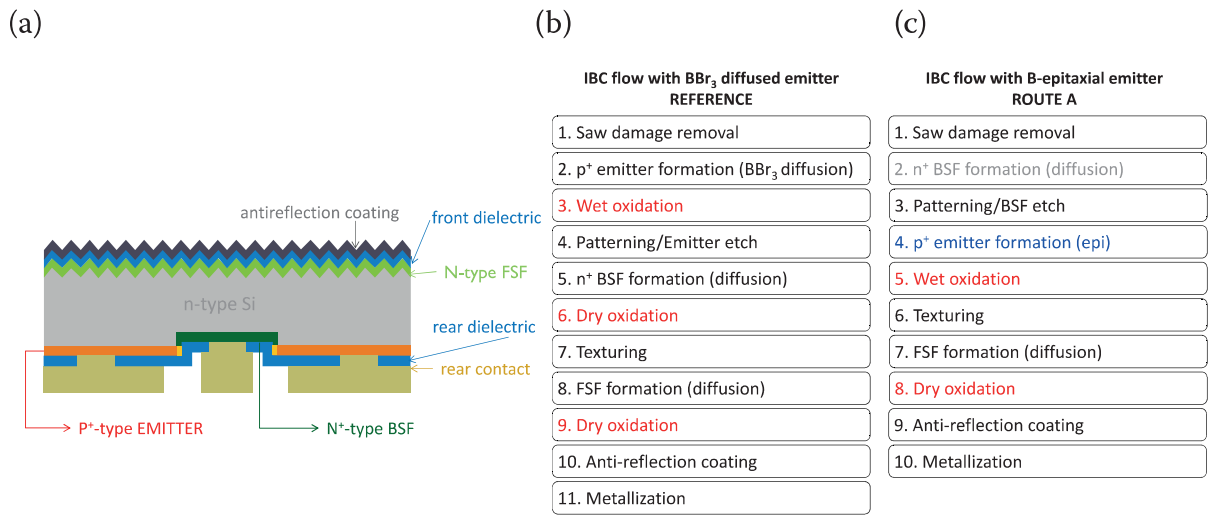 (a)
antireflection coating
front dielectric
N-type FSF
n-type Si
rear dielectric
rear contact
P⁺-type EMITTER
N⁺-type BSF
(b)
IBC flow with BBr₃ diffused emitter
REFERENCE
1. Saw damage removal
2. p⁺ emitter formation (BBr₃ diffusion)
3. Wet oxidation
4. Patterning/Emitter etch
5. n⁺ BSF formation (diffusion)
6. Dry oxidation
7. Texturing
8. FSF formation (diffusion)
9. Dry oxidation
10. Anti-reflection coating
11. Metallization
(c)
IBC flow with B-epitaxial emitter
ROUTE A
1. Saw damage removal
2. n⁺ BSF formation (diffusion)
3. Patterning/BSF etch
4. p⁺ emitter formation (epi)
5. Wet oxidation
6. Texturing
7. FSF formation (diffusion)
8. Dry oxidation
9. Anti-reflection coating
10. Metallization